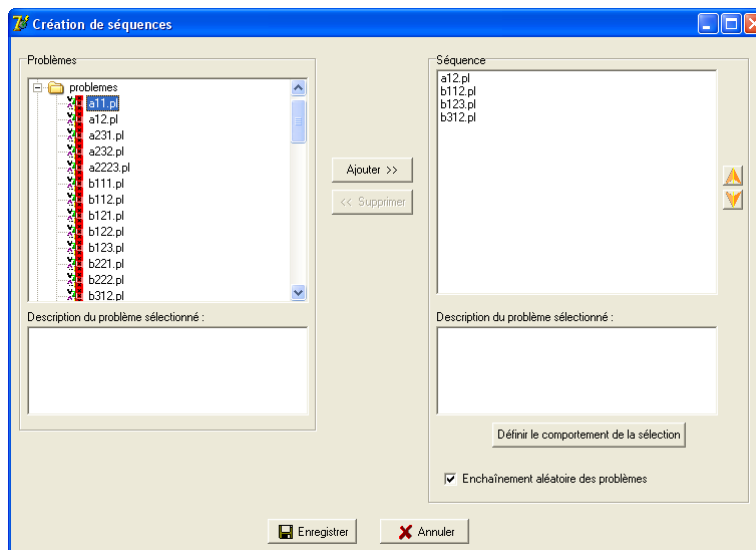 Création de séquences
Problèmes
problemes
a11.pl
a12.pl
a231.pl
a232.pl
a2223.pl
b111.pl
b112.pl
b121.pl
b122.pl
b123.pl
b221.pl
b222.pl
b312.pl
Description du problème sélectionné :
Ajouter >>
<< Supprimer
Séquence
a12.pl
b112.pl
b123.pl
b312.pl
Description du problème sélectionné :
Définir le comportement de la sélection
Enchaînement aléatoire des problèmes
Enregistrer
Annuler